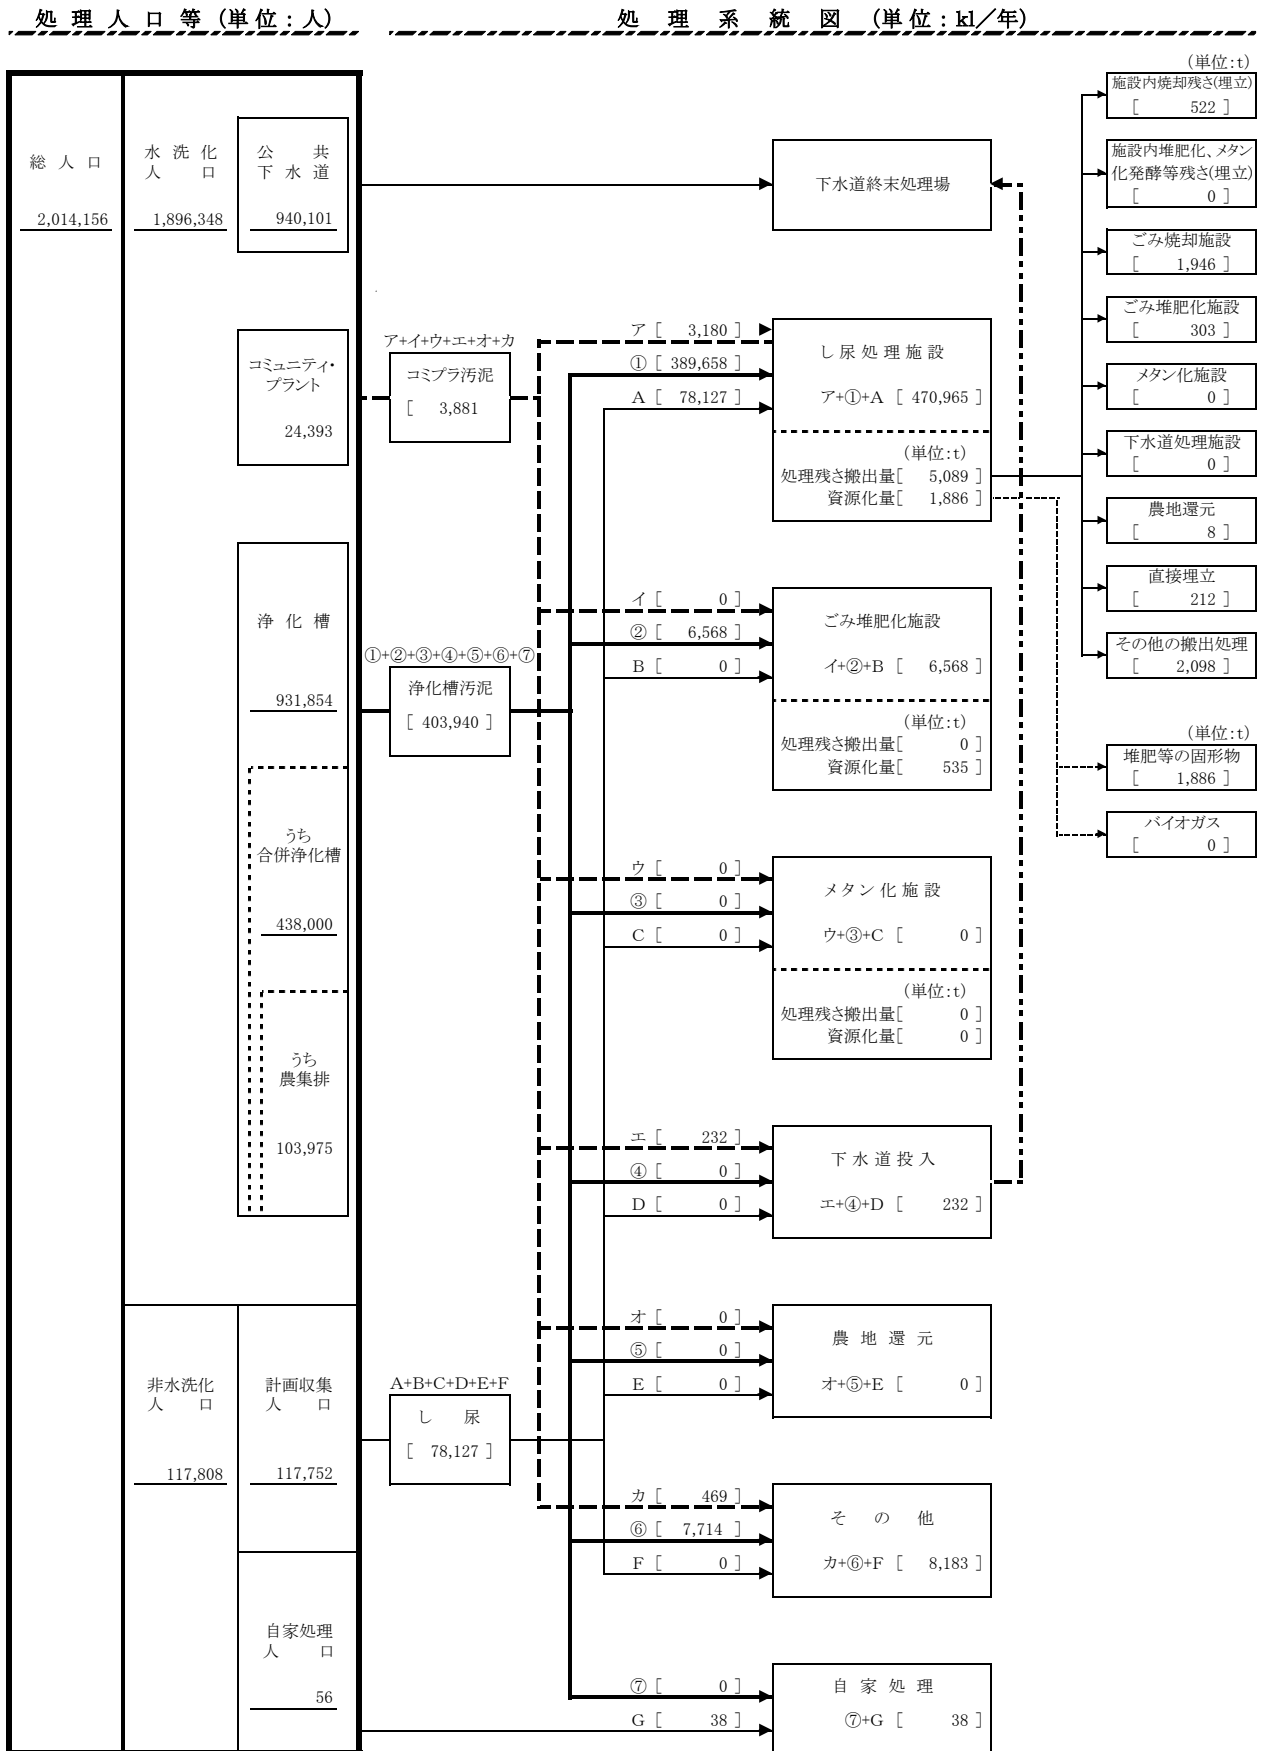 処理人口等(単位:人)
処理系統図(単位:kl/年)
総人口
2,014,156
水洗化
人口
1,896,348
公共
下水道
940,101
コミュニティ・
プラント
24,393
浄化槽
931,854
うち
合併浄化槽
438,000
うち
農集排
103,975
非水洗化
人口
117,808
計画収集
人口
117,752
自家処理
人口
56
ア+イ+ウ+エ+オ+カ
コミプラ汚泥
[ 3,881
①+②+③+④+⑤+⑥+⑦
浄化槽汚泥
[ 403,940 ]
A+B+C+D+E+F
し尿
[ 78,127 ]
下水道終末処理場
ア [ 3,180 ]
① [ 389,658 ]
A [ 78,127 ]
し尿処理施設
ア+①+A [ 470,965 ]
(単位:t)
処理残さ搬出量[ 5,089 ]
資源化量[ 1,886 ]
イ [ 0 ]
② [ 6,568 ]
B [ 0 ]
ごみ堆肥化施設
イ+②+B [ 6,568 ]
(単位:t)
処理残さ搬出量[ 0 ]
資源化量[ 535 ]
ウ [ 0 ]
③ [ 0 ]
C [ 0 ]
メタン化施設
ウ+③+C [ 0 ]
(単位:t)
処理残さ搬出量[ 0 ]
資源化量[ 0 ]
エ [ 232 ]
④ [ 0 ]
D [ 0 ]
下水道投入
エ+④+D [ 232 ]
オ [ 0 ]
⑤ [ 0 ]
E [ 0 ]
農地還元
オ+⑤+E [ 0 ]
カ [ 469 ]
⑥ [ 7,714 ]
F [ 0 ]
その他
カ+⑥+F [ 8,183 ]
⑦ [ 0 ]
G [ 38 ]
自家処理
⑦+G [ 38 ]
(単位:t)
施設内焼却残さ(埋立)
[ 522 ]
施設内堆肥化、メタン
化発酵等残さ(埋立)
[ 0 ]
ごみ焼却施設
[ 1,946 ]
ごみ堆肥化施設
[ 303 ]
メタン化施設
[ 0 ]
下水道処理施設
[ 0 ]
農地還元
[ 8 ]
直接埋立
[ 212 ]
その他の搬出処理
[ 2,098 ]
(単位:t)
堆肥等の固形物
[ 1,886 ]
バイオガス
[ 0 ]